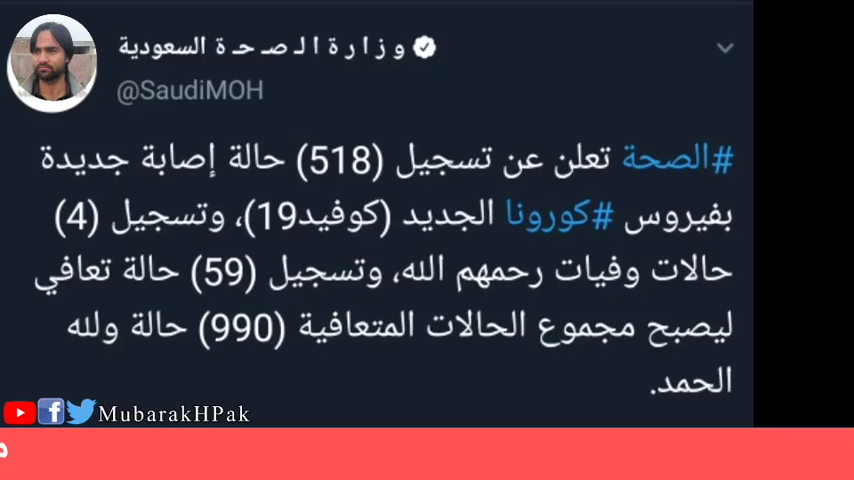 وزارة الـصـحـة السعودية
@SaudiMOH
#الصحة تعلن عن تسجيل (518) حالة إصابة جديدة
بفيروس #كورونا الجديد (كوفيد19)، وتسجيل (4)
حالات وفيات رحمهم الله، وتسجيل (59) حالة تعافي
ليصبح مجموع الحالات المتعافية (990) حالة ولله
الحمد.
MubarakHPak